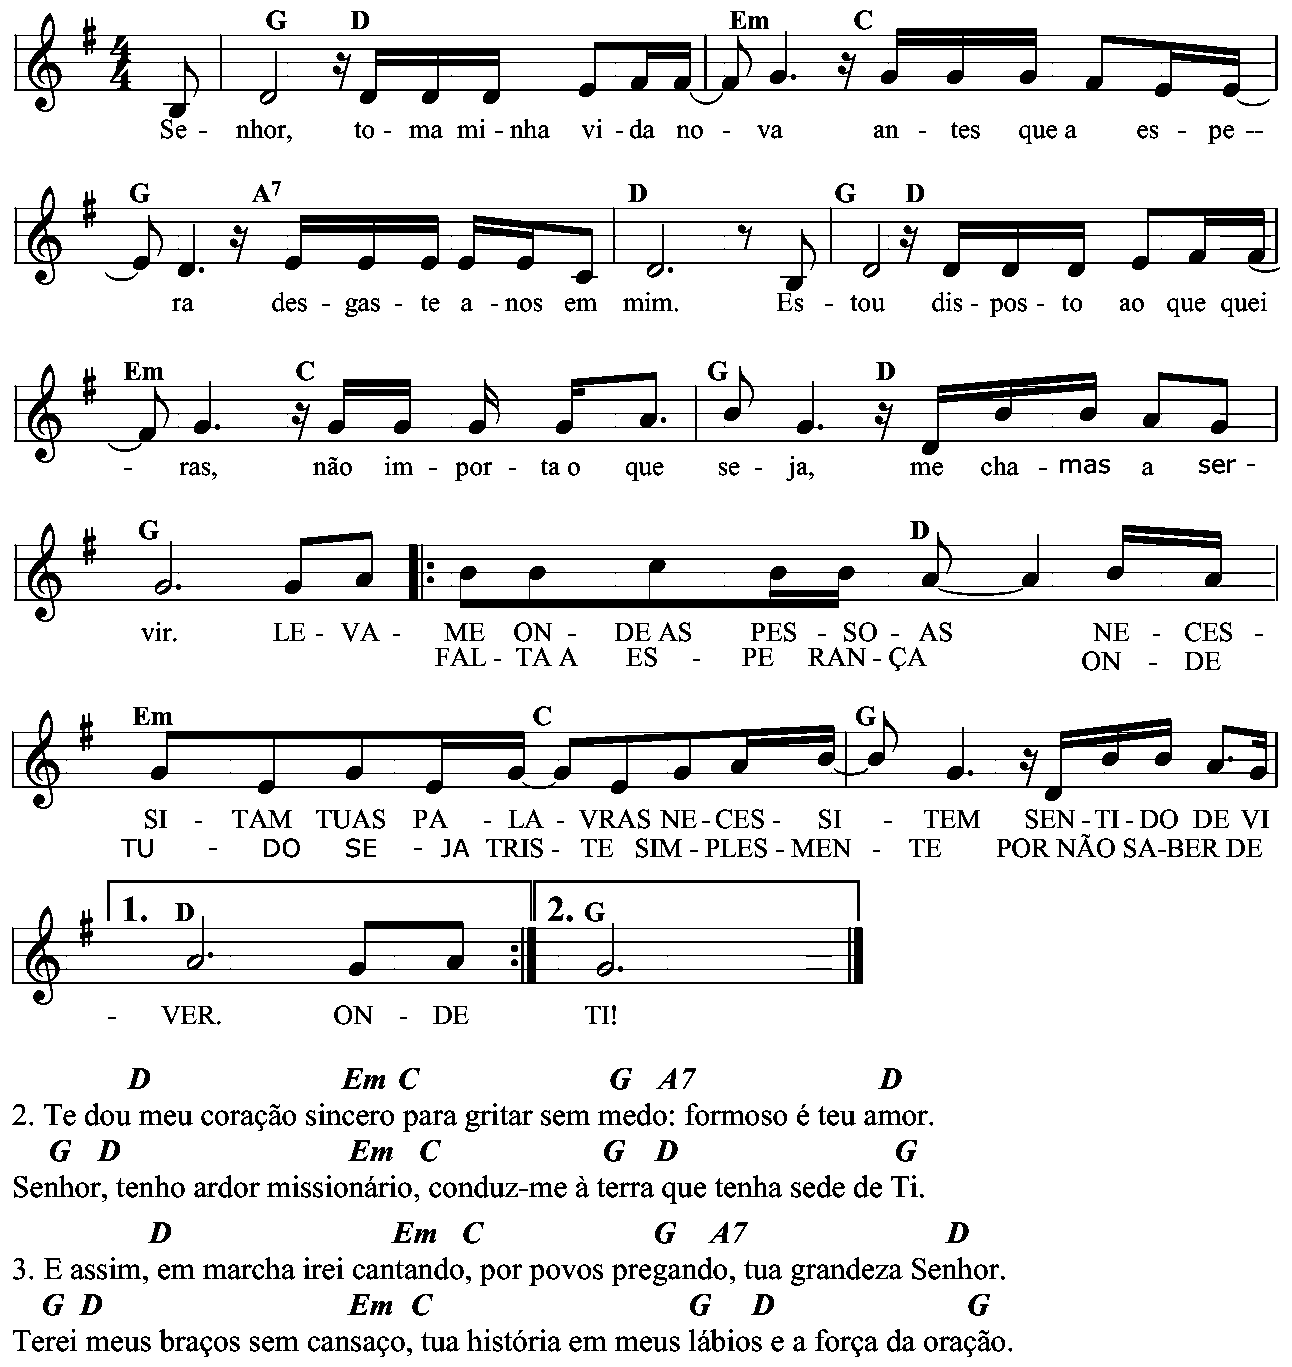 G D Em C
4
4
Se - nhor, to - ma mi - nha vi - da no - va an - tes que a es - pe --
G A7 D G D
ra des - gas - te a - nos em mim. Es - tou dis - pos - to ao que quei
Em C G D
- ras, não im - por - ta o que se - ja, me cha - mas a ser -
G D
vir. LE - VA - ME ON - DE AS PES - SO - AS NE - CES -
FAL - TA A ES - PE RAN - ÇA ON - DE
Em C G
SI - TAM TUAS PA - LA - VRAS NE - CES - SI - TEM SEN - TI - DO DE VI
TU - DO SE - JA TRIS - TE SIM - PLES - MEN - TE POR NÃO SA - BER DE
1. D 2. G
- VER. ON - DE TI!
D Em C G A7 D
2. Te dou meu coração sincero para gritar sem medo: formoso é teu amor.
G D Em C G D G
Senhor, tenho ardor missionário, conduz-me à terra que tenha sede de Ti.
D Em C G A7 D
3. E assim, em marcha irei cantando, por povos pregando, tua grandeza Senhor.
G D Em C G D G
Terei meus braços sem cansaço, tua história em meus lábios e a força da oração.